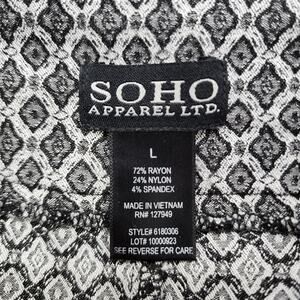 SOHO
APPAREL LTD.
L
72% RAYON
24% NYLON
4% SPANDEX
MADE IN VIETNAM
RN# 127949
STYLE# 6180306
LOT# 10000923
SEE REVERSE FOR CARE